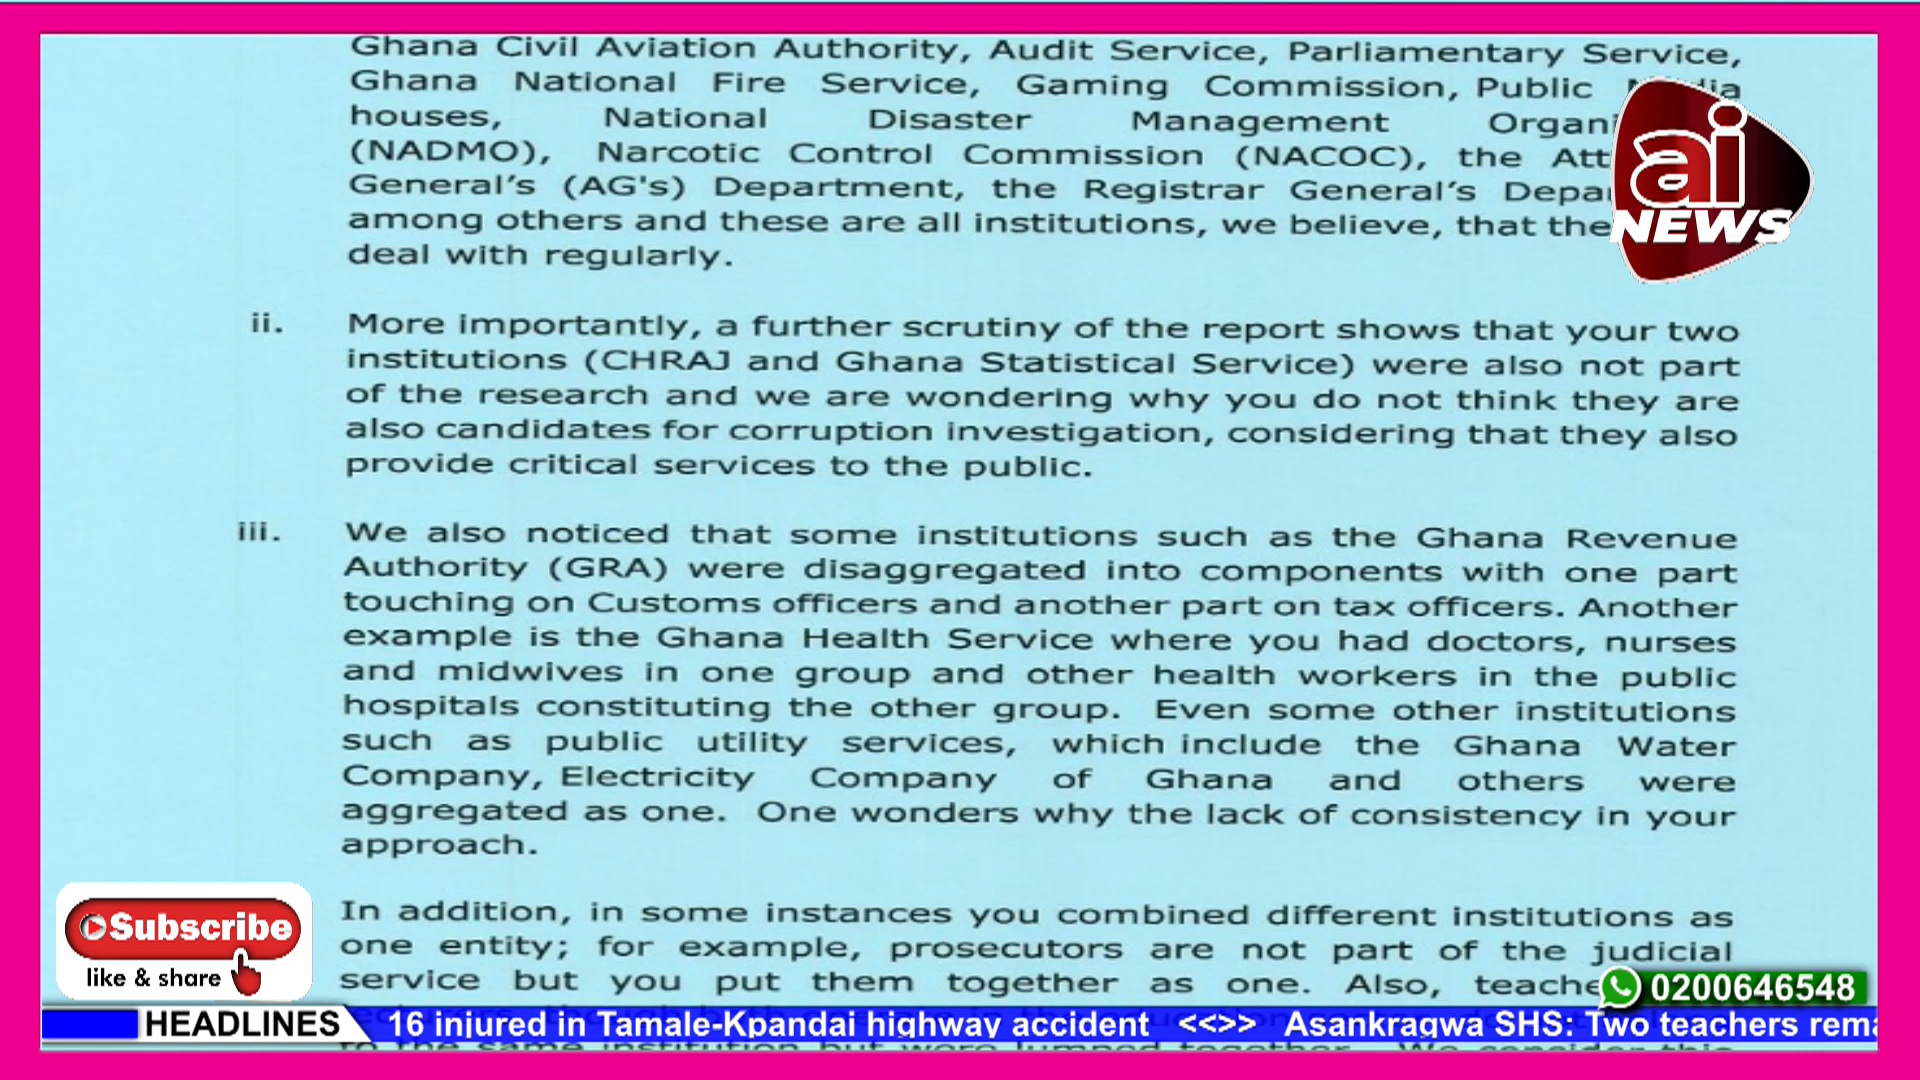 Ghana Civil Aviation Authority, Audit Service, Parliamentary Service,
Ghana National Fire Service, Gaming Commission, Public
houses, National Disaster Management
(NADMO), Narcotic Control Commission (NACOC), the
General's (AG's) Department, the Registrar General's
among others and these are all institutions, we believe, that
deal with regularly.
ai
NEWS
ii. More importantly, a further scrutiny of the report shows that your two
institutions (CHRAJ and Ghana Statistical Service) were also not part
of the research and we are wondering why you do not think they are
also candidates for corruption investigation, considering that they also
provide critical services to the public.
iii. We also noticed that some institutions such as the Ghana Revenue
Authority (GRA) were disaggregated into components with one part
touching on Customs officers and another part on tax officers. Another
example is the Ghana Health Service where you had doctors, nurses
and midwives in one group and other health workers in the public
hospitals constituting the other group. Even some other institutions
such as public utility services, which include the Ghana Water
Company, Electricity Company of Ghana and others were
aggregated as one. One wonders why the lack of consistency in your
approach.
In addition, in some instances you combined different institutions as
one entity; for example, prosecutors are not part of the judicial
service but you put them together as one. Also,
Subscribe
like & share
0200646548
HEADLINES 16 injured in Tamale-Kpandai highway accident <<>> Asankragwa SHS: Two teachers
to the same institution but were lumped together. We consider this